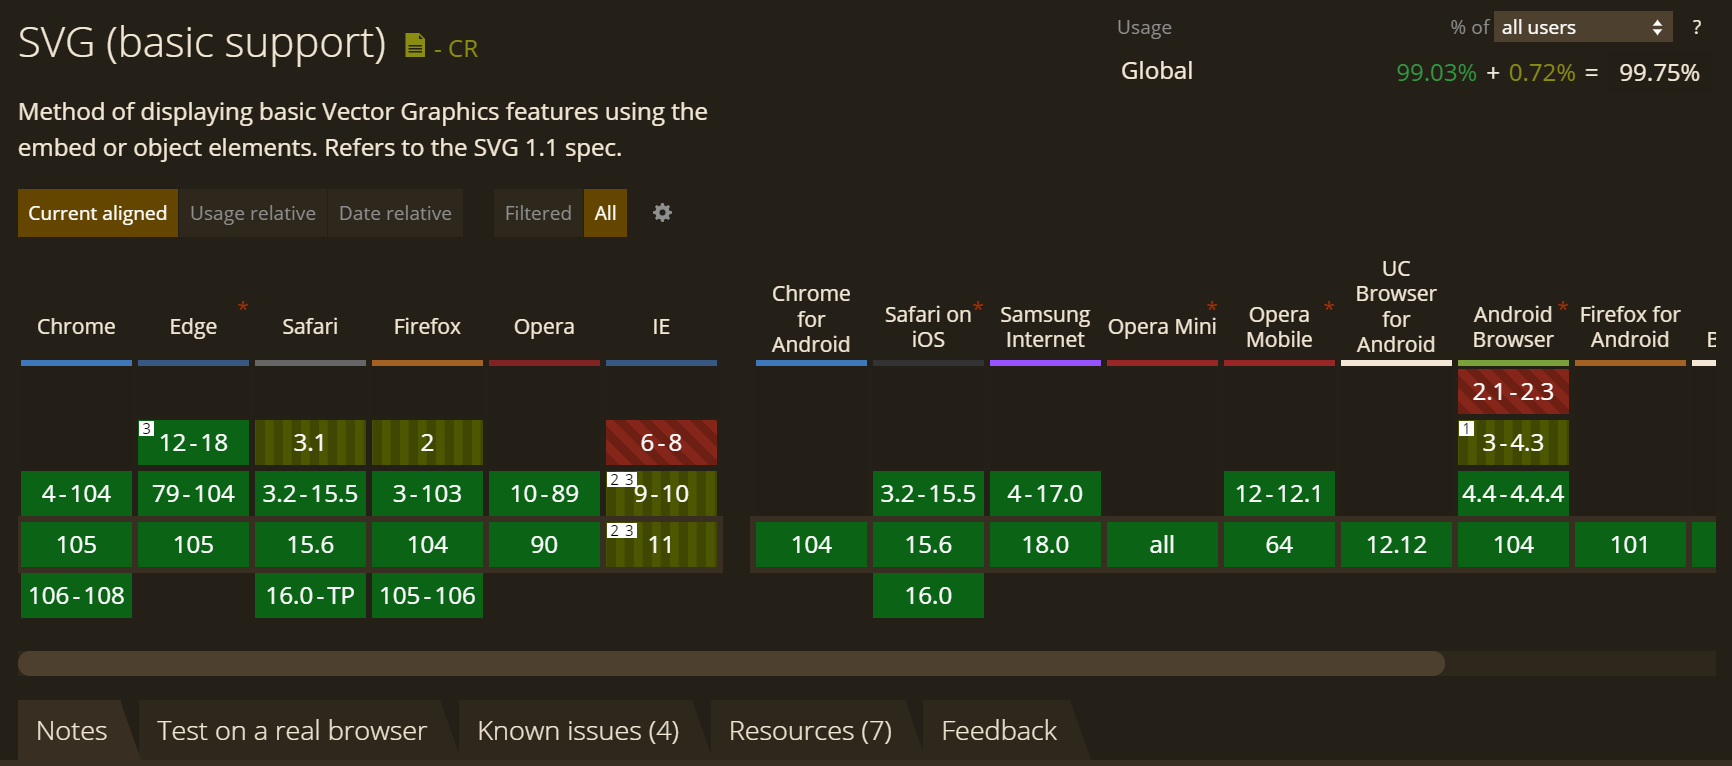 SVG (basic support) - CR
Usage % of all users ?
Global 99.03% + 0.72% = 99.75%
Method of displaying basic Vector Graphics features using the
embed or object elements. Refers to the SVG 1.1 spec.
Current aligned Usage relative Date relative Filtered All
Chrome Edge * Safari Firefox Opera IE
Chrome for Android
Safari on iOS *
Samsung Internet
Opera Mini *
Opera Mobile *
UC Browser for Android
Android Browser *
Firefox for Android
2.1-2.3
3 12-18 3.1 2 6-8 1 3-4.3
4-104 79-104 3.2-15.5 3-103 10-89 2 3 9-10 3.2-15.5 4-17.0 12-12.1 4.4-4.4.4
105 105 15.6 104 90 2 3 11 104 15.6 18.0 all 64 12.12 104 101
106-108 16.0-TP 105-106 16.0
Notes Test on a real browser Known issues (4) Resources (7) Feedback